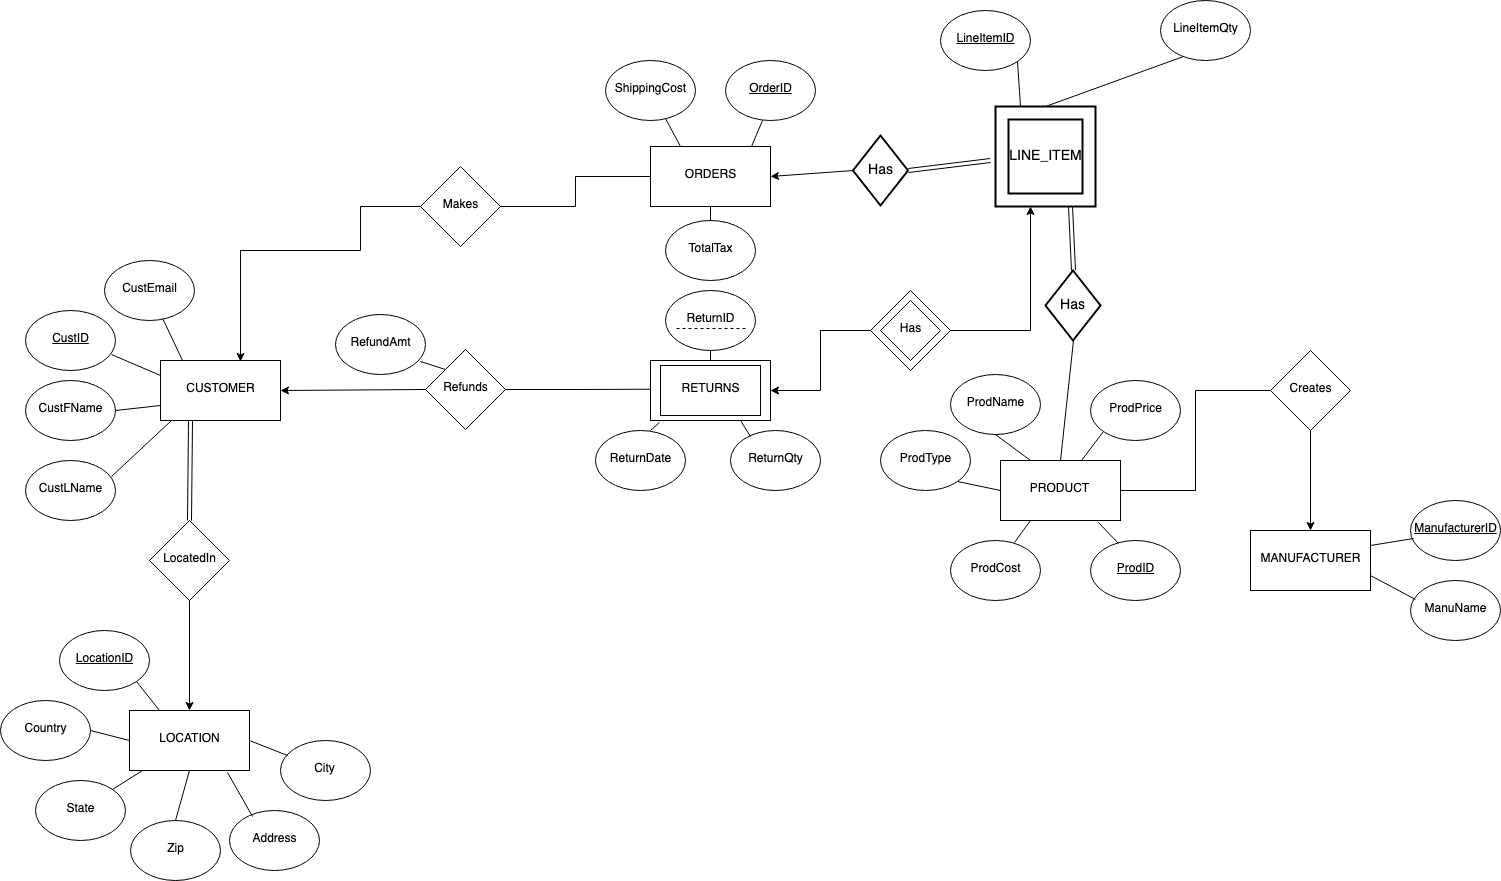 LineItemQty
LineItemID
ShippingCost
OrderID
LINE_ITEM
Has
ORDERS
Makes
TotalTax
CustEmail
ReturnID
Has
Has
CustID
RefundAmt
CUSTOMER
Refunds
RETURNS
Creates
CustFName
ProdName
ProdPrice
ReturnDate
ReturnQty
ProdType
CustLName
PRODUCT
ManufacturerID
LocatedIn
MANUFACTURER
ProdCost
ProdID
ManuName
LocationID
Country
LOCATION
City
State
Address
Zip